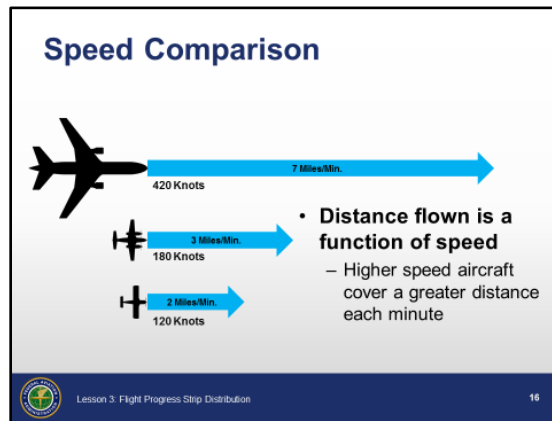 Speed Comparison
7 Miles/Min.
420 Knots
3 Miles/Min.
180 Knots
2 Miles/Min.
120 Knots
• Distance flown is a
function of speed
– Higher speed aircraft
cover a greater distance
each minute
Lesson 3: Flight Progress Strip Distribution
16